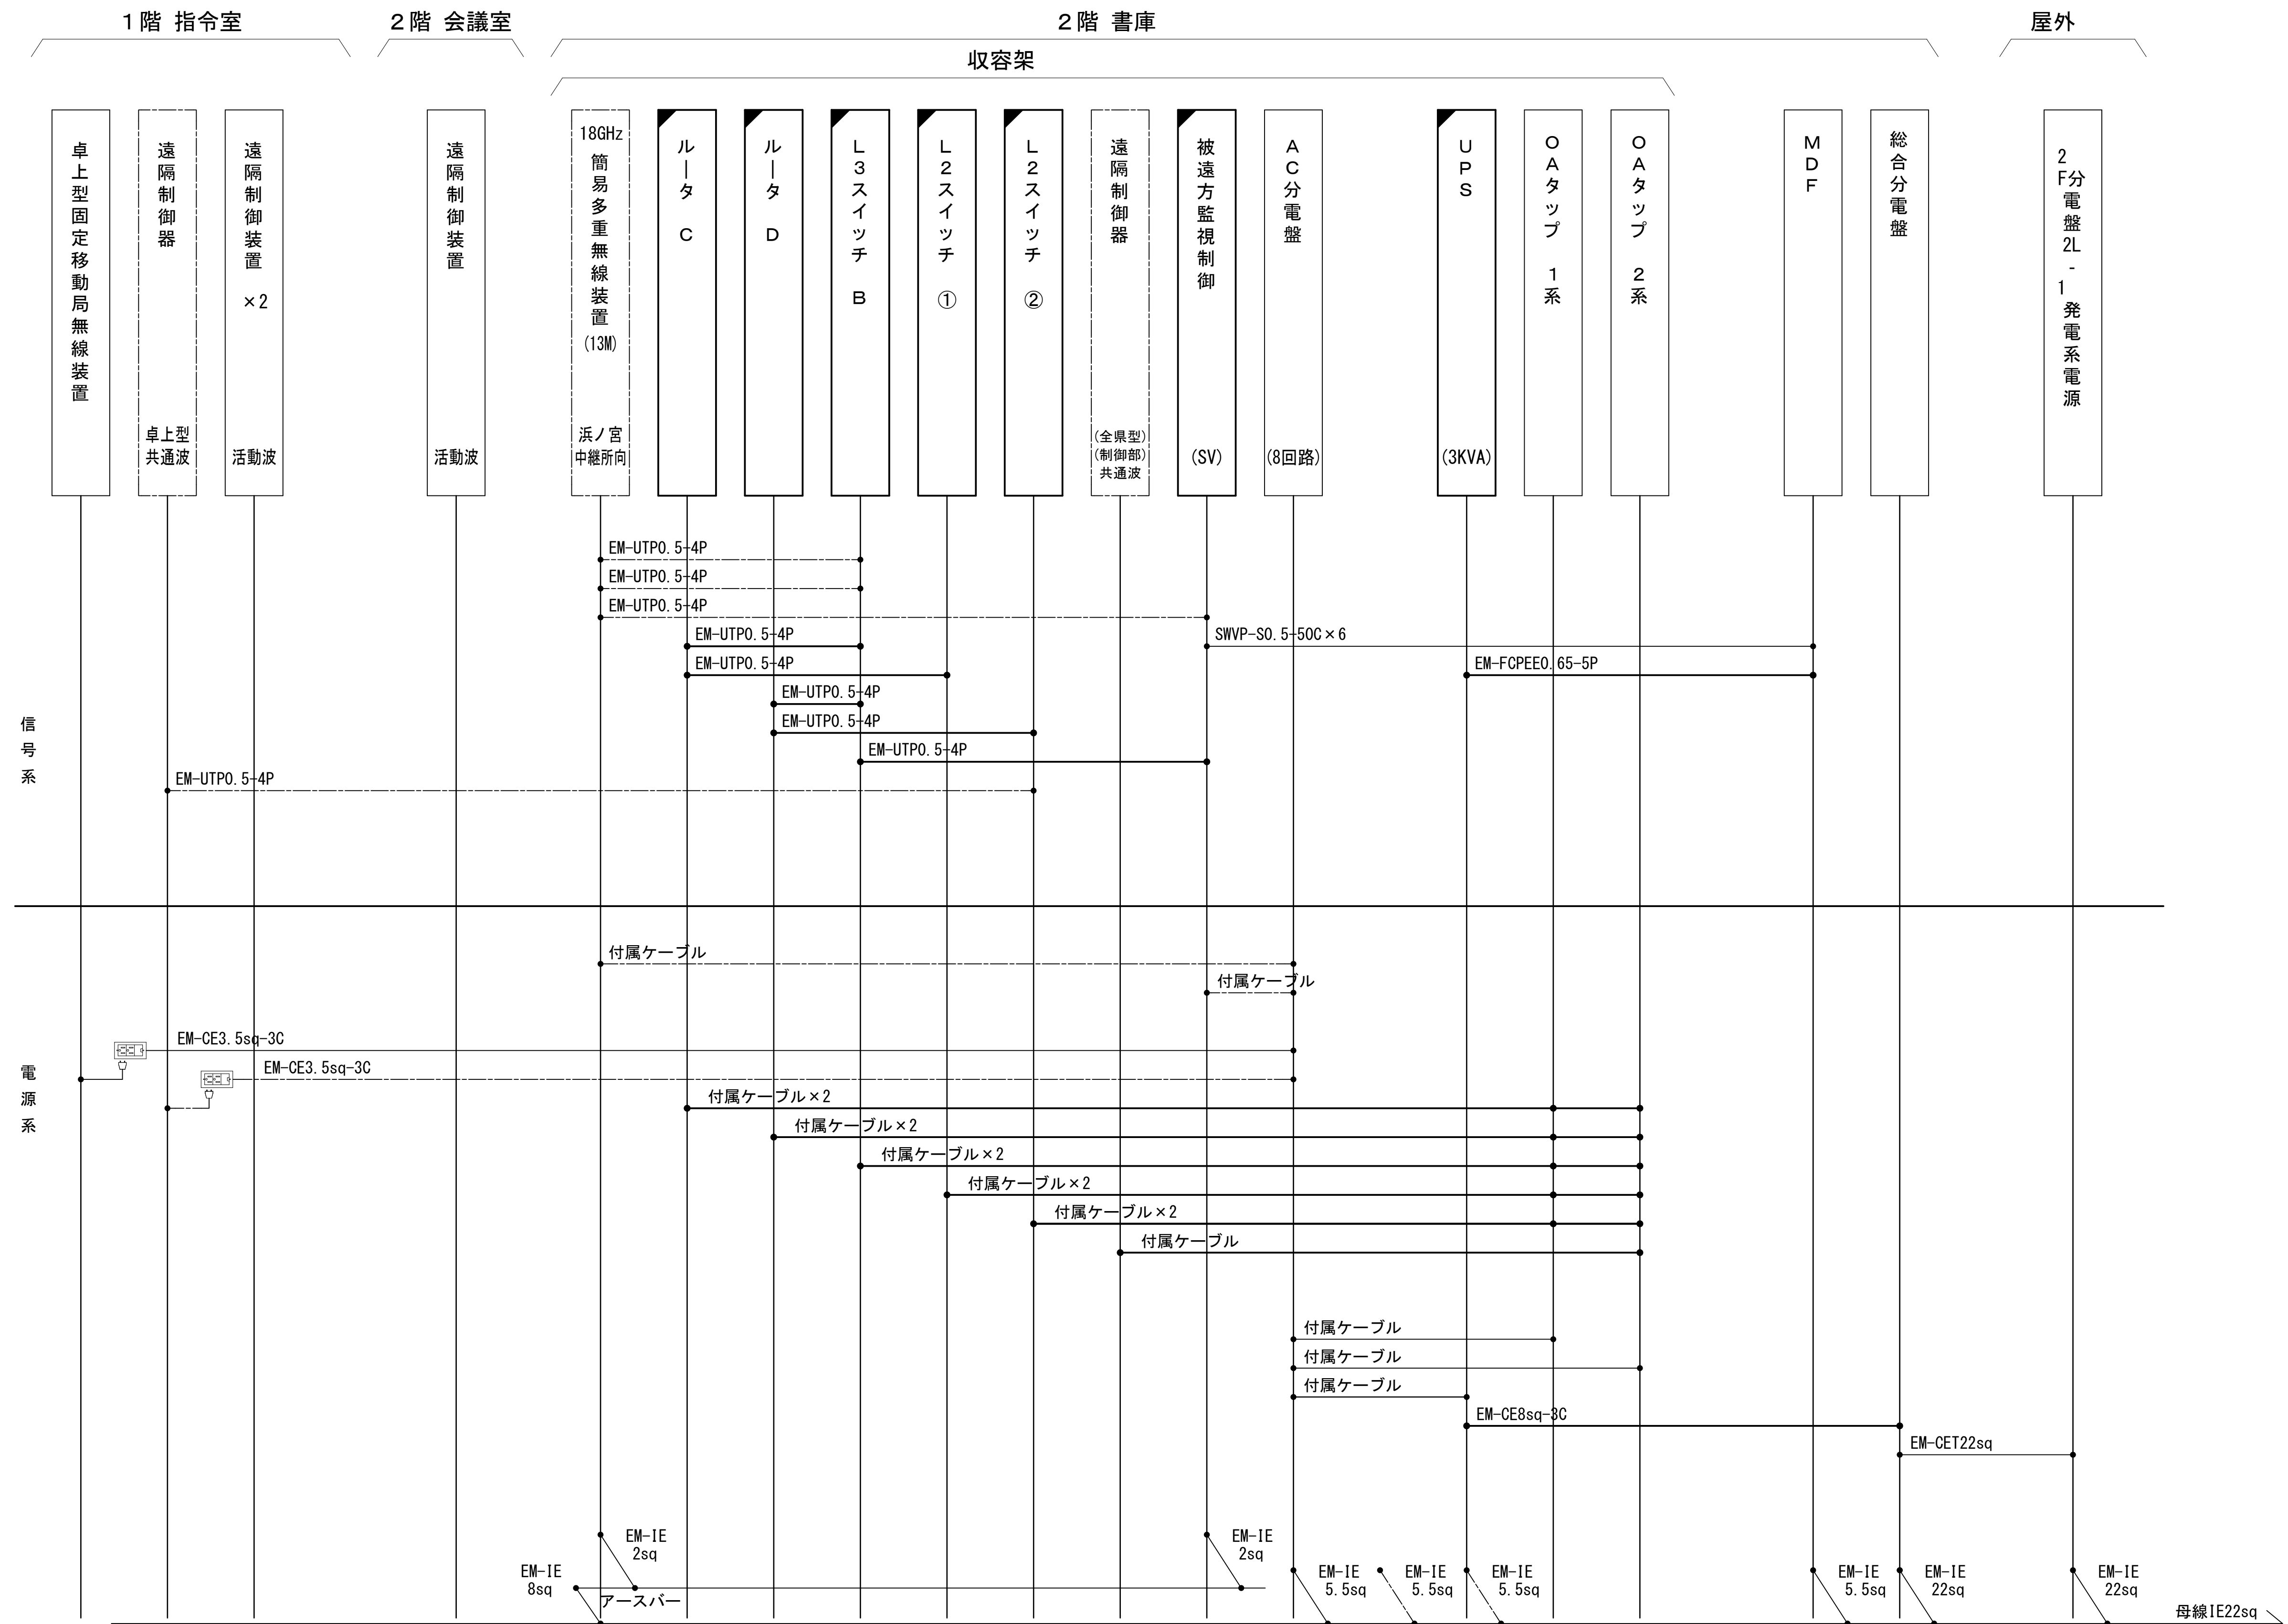 １階 指令室
２階 会議室
２階 書庫
屋外
収容架
卓上型固定移動局無線装置
遠隔制御器
卓上型
共通波
遠隔制御装置
×2
活動波
遠隔制御装置
活動波
18GHz
簡易多重無線装置
(13M)
浜ノ宮
中継所向
ルータ C
ルータ D
L3スイッチ B
L2スイッチ ①
L2スイッチ ②
遠隔制御器
(全県型)
(制御部)
共通波
被遠方監視制御
(SV)
AC分電盤
(8回路)
UPS
(3KVA)
OAタップ 1系
OAタップ 2系
MDF
総合分電盤
2F分電盤2L-1発電系電源
信号系
EM-UTP0.5-4P
EM-UTP0.5-4P
EM-UTP0.5-4P
EM-UTP0.5-4P
SWVP-S0.5-50C×6
EM-UTP0.5-4P
EM-FCPEE0.65-5P
EM-UTP0.5-4P
EM-UTP0.5-4P
EM-UTP0.5-4P
EM-UTP0.5-4P
電源系
付属ケーブル
付属ケーブル
EM-CE3.5sq-3C
EM-CE3.5sq-3C
付属ケーブル×2
付属ケーブル×2
付属ケーブル×2
付属ケーブル×2
付属ケーブル×2
付属ケーブル
付属ケーブル
付属ケーブル
付属ケーブル
EM-CE8sq-3C
EM-CET22sq
EM-IE
2sq
EM-IE
2sq
EM-IE
8sq
アースバー
EM-IE
5.5sq
EM-IE
5.5sq
EM-IE
5.5sq
EM-IE
5.5sq
EM-IE
22sq
EM-IE
22sq
母線IE22sq